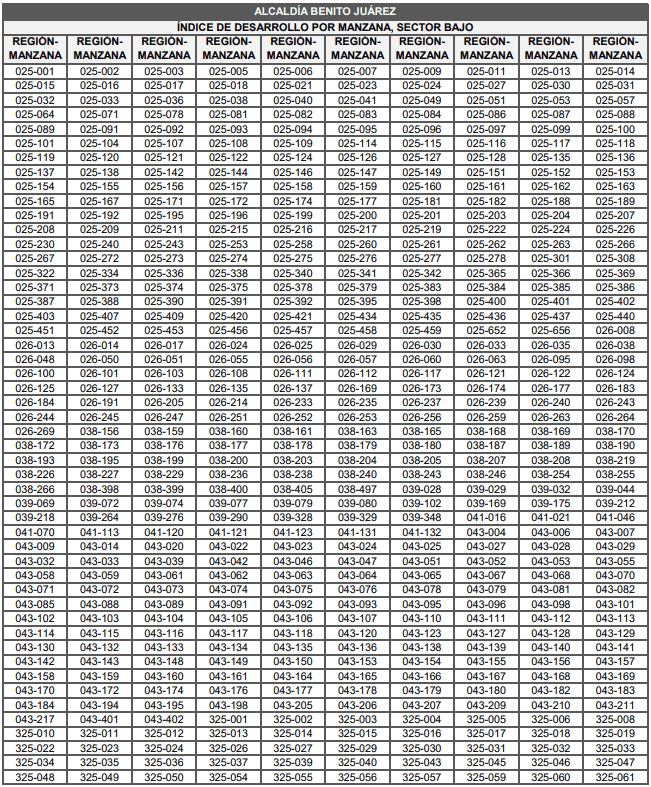 ALCALDÍA BENITO JUÁREZ
ÍNDICE DE DESARROLLO POR MANZANA, SECTOR BAJO
REGIÓN- REGIÓN- REGIÓN- REGIÓN- REGIÓN- REGIÓN- REGIÓN- REGIÓN- REGIÓN- REGIÓN-
MANZANA MANZANA MANZANA MANZANA MANZANA MANZANA MANZANA MANZANA MANZANA MANZANA
025-001 025-002 025-003 025-005 025-006 025-007 025-009 025-011 025-013 025-014
025-015 025-016 025-017 025-018 025-021 025-023 025-024 025-027 025-030 025-031
025-032 025-033 025-036 025-038 025-040 025-041 025-049 025-051 025-053 025-057
025-064 025-071 025-078 025-081 025-082 025-083 025-084 025-086 025-087 025-088
025-089 025-091 025-092 025-093 025-094 025-095 025-096 025-097 025-099 025-100
025-101 025-104 025-107 025-108 025-109 025-114 025-115 025-116 025-117 025-118
025-119 025-120 025-121 025-122 025-124 025-126 025-127 025-128 025-135 025-136
025-137 025-138 025-142 025-144 025-146 025-147 025-149 025-151 025-152 025-153
025-154 025-155 025-156 025-157 025-158 025-159 025-160 025-161 025-162 025-163
025-165 025-167 025-171 025-172 025-174 025-177 025-181 025-182 025-188 025-189
025-191 025-192 025-195 025-196 025-199 025-200 025-201 025-203 025-204 025-207
025-208 025-209 025-211 025-215 025-216 025-217 025-219 025-222 025-224 025-226
025-230 025-240 025-243 025-253 025-258 025-260 025-261 025-262 025-263 025-266
025-267 025-272 025-273 025-274 025-275 025-276 025-277 025-278 025-301 025-308
025-322 025-334 025-336 025-338 025-340 025-341 025-342 025-365 025-366 025-369
025-371 025-373 025-374 025-375 025-378 025-379 025-383 025-384 025-385 025-386
025-387 025-388 025-390 025-391 025-392 025-395 025-398 025-400 025-401 025-402
025-403 025-407 025-409 025-420 025-421 025-434 025-435 025-436 025-437 025-440
025-451 025-452 025-453 025-456 025-457 025-458 025-459 025-652 025-656 026-008
026-013 026-014 026-017 026-024 026-025 026-029 026-030 026-033 026-035 026-038
026-048 026-050 026-051 026-055 026-056 026-057 026-060 026-063 026-095 026-098
026-100 026-101 026-103 026-108 026-111 026-112 026-117 026-121 026-122 026-124
026-125 026-127 026-133 026-135 026-137 026-169 026-173 026-174 026-177 026-183
026-184 026-191 026-205 026-214 026-233 026-235 026-237 026-239 026-240 026-243
026-244 026-245 026-247 026-251 026-252 026-253 026-256 026-259 026-263 026-264
026-269 038-156 038-159 038-160 038-161 038-163 038-165 038-168 038-169 038-170
038-172 038-173 038-176 038-177 038-178 038-179 038-180 038-187 038-189 038-190
038-193 038-195 038-199 038-200 038-203 038-204 038-205 038-207 038-208 038-219
038-226 038-227 038-229 038-236 038-238 038-240 038-243 038-246 038-254 038-255
038-266 038-398 038-399 038-400 038-405 038-497 039-028 039-029 039-032 039-044
039-069 039-072 039-074 039-077 039-079 039-080 039-102 039-169 039-175 039-212
039-218 039-264 039-276 039-290 039-328 039-329 039-348 041-016 041-021 041-046
041-070 041-113 041-120 041-121 041-123 041-131 041-132 043-004 043-006 043-007
043-009 043-014 043-020 043-022 043-023 043-024 043-025 043-027 043-028 043-029
043-032 043-033 043-039 043-042 043-046 043-047 043-051 043-052 043-053 043-055
043-058 043-059 043-061 043-062 043-063 043-064 043-065 043-067 043-068 043-070
043-071 043-072 043-073 043-074 043-075 043-076 043-078 043-079 043-081 043-082
043-085 043-088 043-089 043-091 043-092 043-093 043-095 043-096 043-098 043-101
043-102 043-103 043-104 043-105 043-106 043-107 043-110 043-111 043-112 043-113
043-114 043-115 043-116 043-117 043-118 043-120 043-123 043-127 043-128 043-129
043-130 043-132 043-133 043-134 043-135 043-136 043-138 043-139 043-140 043-141
043-142 043-143 043-148 043-149 043-150 043-153 043-154 043-155 043-156 043-157
043-158 043-159 043-160 043-161 043-164 043-165 043-166 043-167 043-168 043-169
043-170 043-172 043-174 043-176 043-177 043-178 043-179 043-180 043-182 043-183
043-184 043-194 043-195 043-198 043-205 043-206 043-207 043-209 043-210 043-211
043-217 043-401 043-402 325-001 325-002 325-003 325-004 325-005 325-006 325-008
325-010 325-011 325-012 325-013 325-014 325-015 325-016 325-017 325-018 325-019
325-022 325-023 325-024 325-026 325-027 325-029 325-030 325-031 325-032 325-033
325-034 325-035 325-036 325-037 325-039 325-040 325-043 325-045 325-046 325-047
325-048 325-049 325-050 325-054 325-055 325-056 325-057 325-059 325-060 325-061